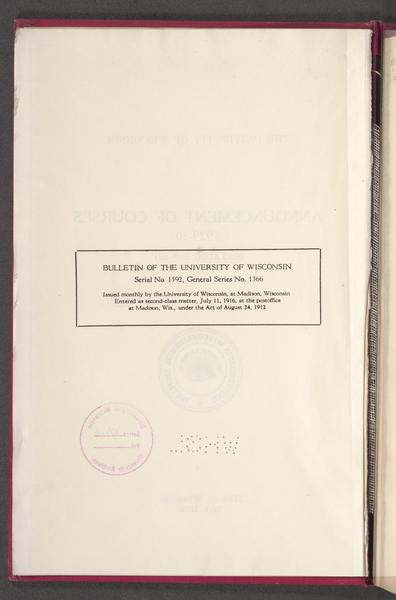 BULLETIN OF THE UNIVERSITY OF WISCONSIN
Serial No. 1592, General Series No. 1366
Issued monthly by the University of Wisconsin, at Madison, Wisconsin
Entered as second-class matter, July 11, 1916, at the postoffice
at Madison, Wis., under the Act of August 24, 1912